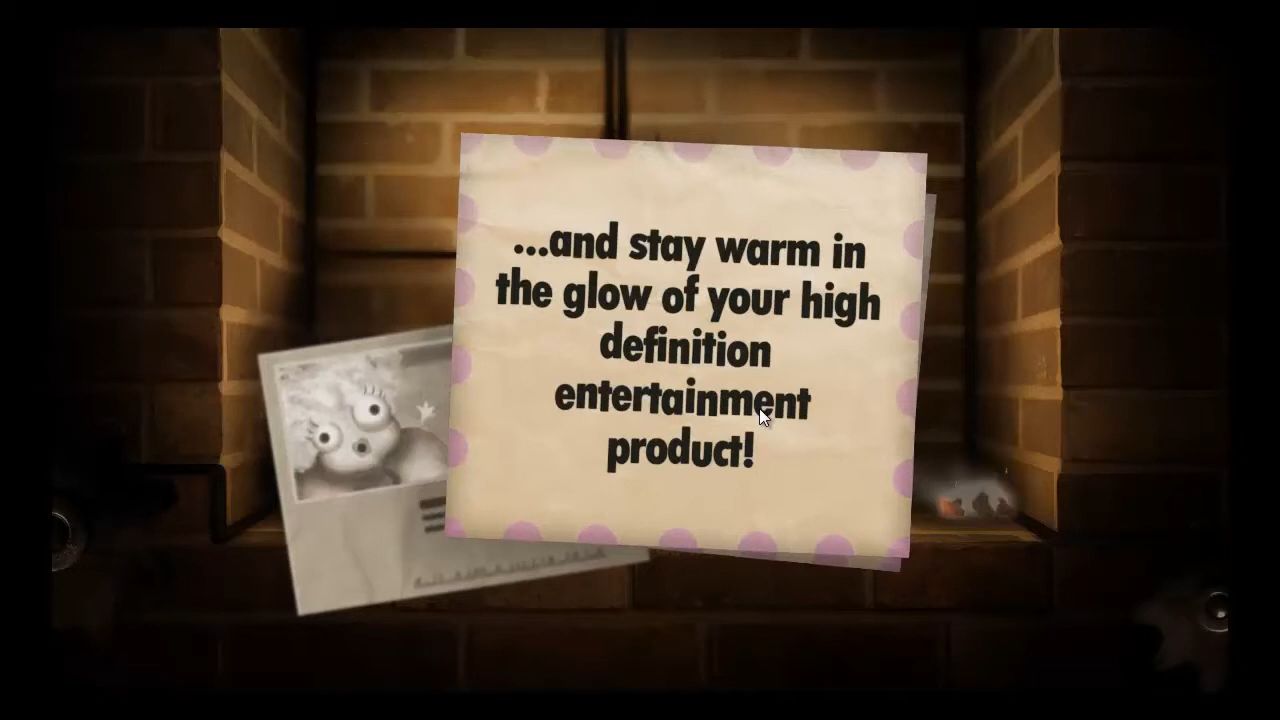 ...and stay warm in
the glow of your high
definition
entertainment
product!